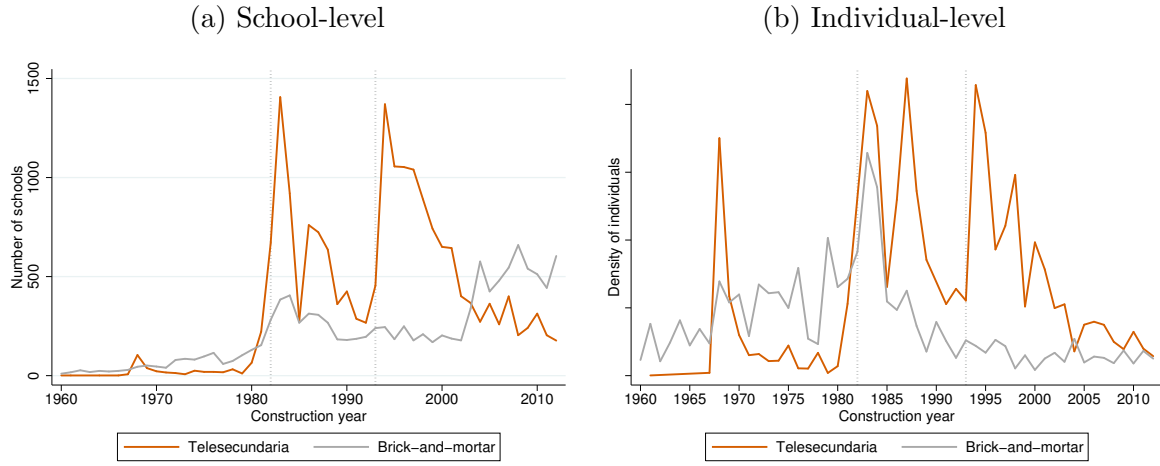 (a) School-level
Number of schools
1500
1000
500
0
1960 1970 1980 1990 2000 2010
Construction year
Telesecundaria Brick−and−mortar
(b) Individual-level
Density of individuals
1960 1965 1970 1975 1980 1985 1990 1995 2000 2005 2010
Construction year
Telesecundaria Brick−and−mortar